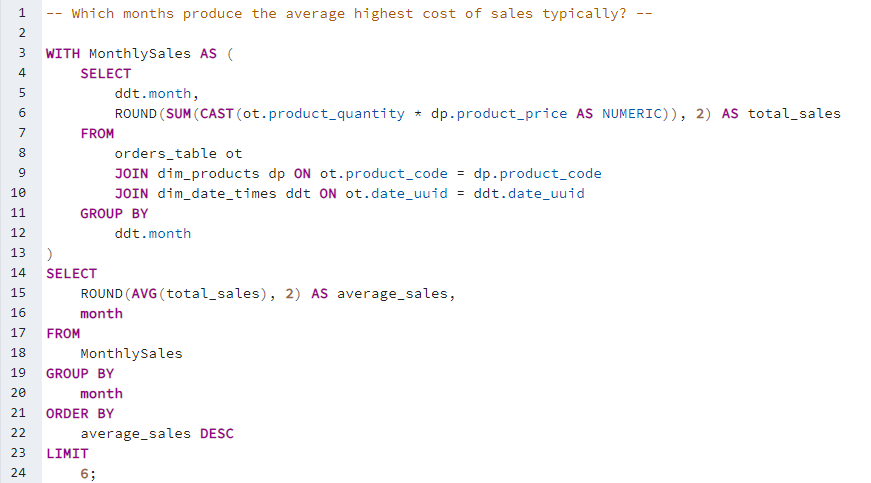 1 -- Which months produce the average highest cost of sales typically? --
2
3 WITH MonthlySales AS (
4     SELECT
5         ddt.month,
6         ROUND(SUM(CAST(ot.product_quantity * dp.product_price AS NUMERIC)), 2) AS total_sales
7     FROM
8         orders_table ot
9         JOIN dim_products dp ON ot.product_code = dp.product_code
10         JOIN dim_date_times ddt ON ot.date_uuid = ddt.date_uuid
11     GROUP BY
12         ddt.month
13 )
14 SELECT
15     ROUND(AVG(total_sales), 2) AS average_sales,
16     month
17 FROM
18     MonthlySales
19 GROUP BY
20     month
21 ORDER BY
22     average_sales DESC
23 LIMIT
24     6;